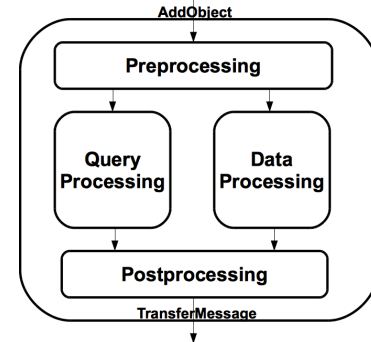 AddObject
Preprocessing
Query
Processing
Data
Processing
Postprocessing
TransferMessage